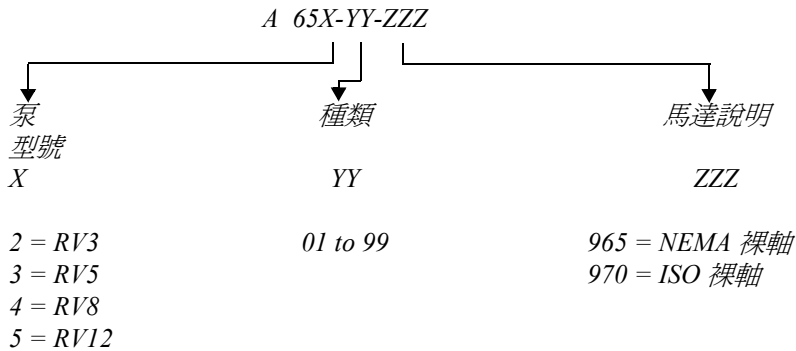 A 65X-YY-ZZZ
泵 種類 馬達說明
型號
X YY ZZZ
2 = RV3 01 to 99 965 = NEMA 裸軸
3 = RV5 970 = ISO 裸軸
4 = RV8
5 = RV12